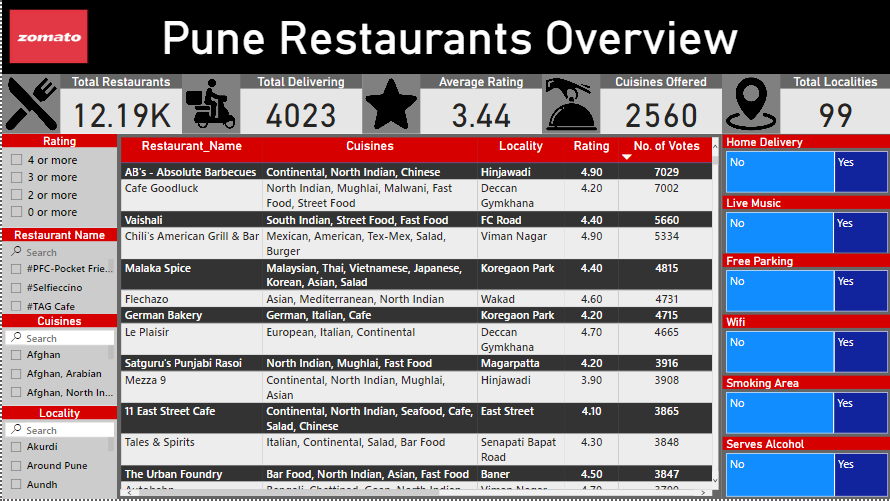 zomato
Pune Restaurants Overview
Total Restaurants
12.19K
Total Delivering
4023
Average Rating
3.44
Cuisines Offered
2560
Total Localities
99
Rating
4 or more
3 or more
2 or more
0 or more
Restaurant Name
Search
#PFC-Pocket Frie...
#Selfieccino
#TAG Cafe
Cuisines
Search
Afghan
Afghan, Arabian
Afghan, North In...
Locality
Search
Akurdi
Around Pune
Aundh
Restaurant_Name Cuisines Locality Rating No. of Votes
AB's - Absolute Barbecues Continental, North Indian, Chinese Hinjawadi 4.90 7029
Cafe Goodluck North Indian, Mughlai, Malwani, Fast Deccan 4.20 7002
Food, Street Food Gymkhana
Vaishali South Indian, Street Food, Fast Food FC Road 4.40 5660
Chili's American Grill & Bar Mexican, American, Tex-Mex, Salad, Viman Nagar 4.90 5334
Burger
Malaka Spice Malaysian, Thai, Vietnamese, Japanese, Koregaon Park 4.40 4815
Korean, Asian, Salad
Flechazo Asian, Mediterranean, North Indian Wakad 4.60 4731
German Bakery German, Italian, Cafe Koregaon Park 4.20 4715
Le Plaisir European, Italian, Continental Deccan 4.70 4665
Gymkhana
Satguru's Punjabi Rasoi North Indian, Mughlai, Fast Food Magarpatta 4.20 3916
Mezza 9 Continental, North Indian, Mughlai, Hinjawadi 3.90 3908
Asian
11 East Street Cafe Continental, North Indian, Seafood, Cafe, East Street 4.10 3865
Salad, Chinese
Tales & Spirits Italian, Continental, Salad, Bar Food Senapati Bapat 4.30 3848
Road
The Urban Foundry Bar Food, North Indian, Asian, Fast Food Baner 4.50 3847
Home Delivery
No Yes
Live Music
No Yes
Free Parking
No Yes
Wifi
No Yes
Smoking Area
No Yes
Serves Alcohol
No Yes